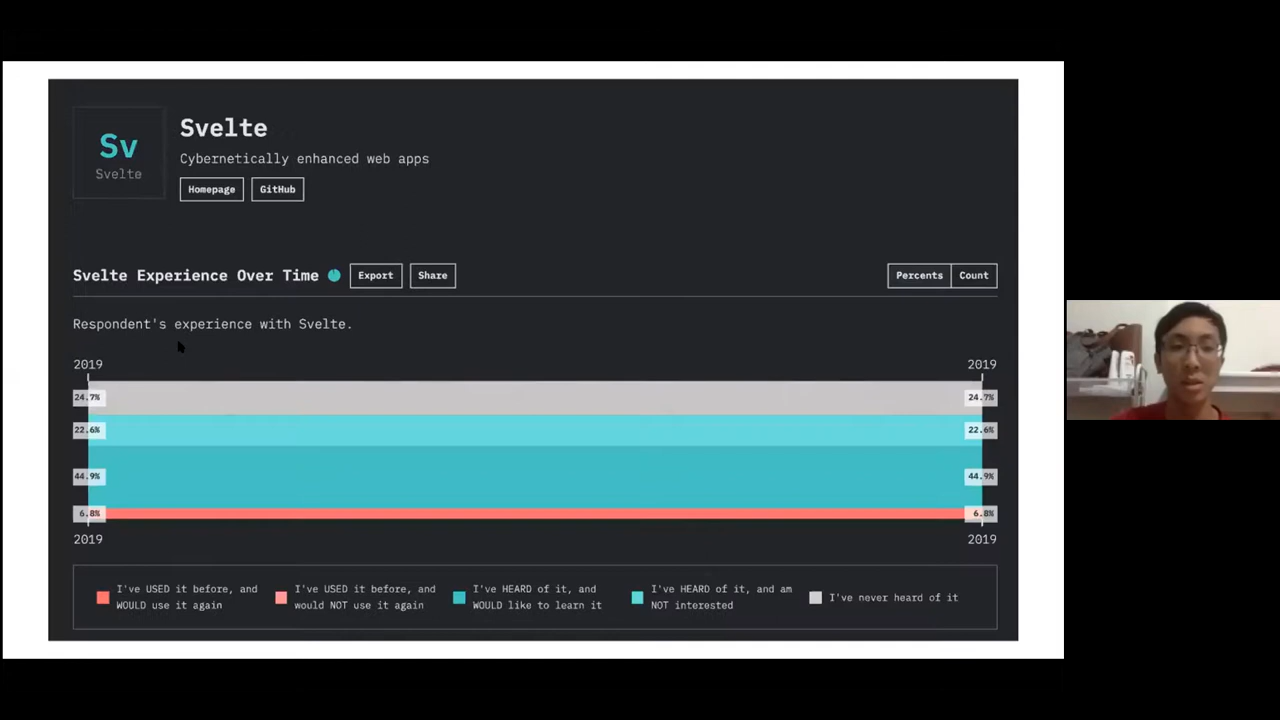 Sv
Svelte
Svelte
Cybernetically enhanced web apps
Homepage GitHub
Svelte Experience Over Time Export Share Percents Count
Respondent's experience with Svelte.
2019 2019
24.7% 24.7%
22.6% 22.6%
44.9% 44.9%
6.8% 6.8%
2019 2019
I've USED it before, and
WOULD use it again
I've USED it before, and
would NOT use it again
I've HEARD of it, and
WOULD like to learn it
I've HEARD of it, and am
NOT interested
I've never heard of it